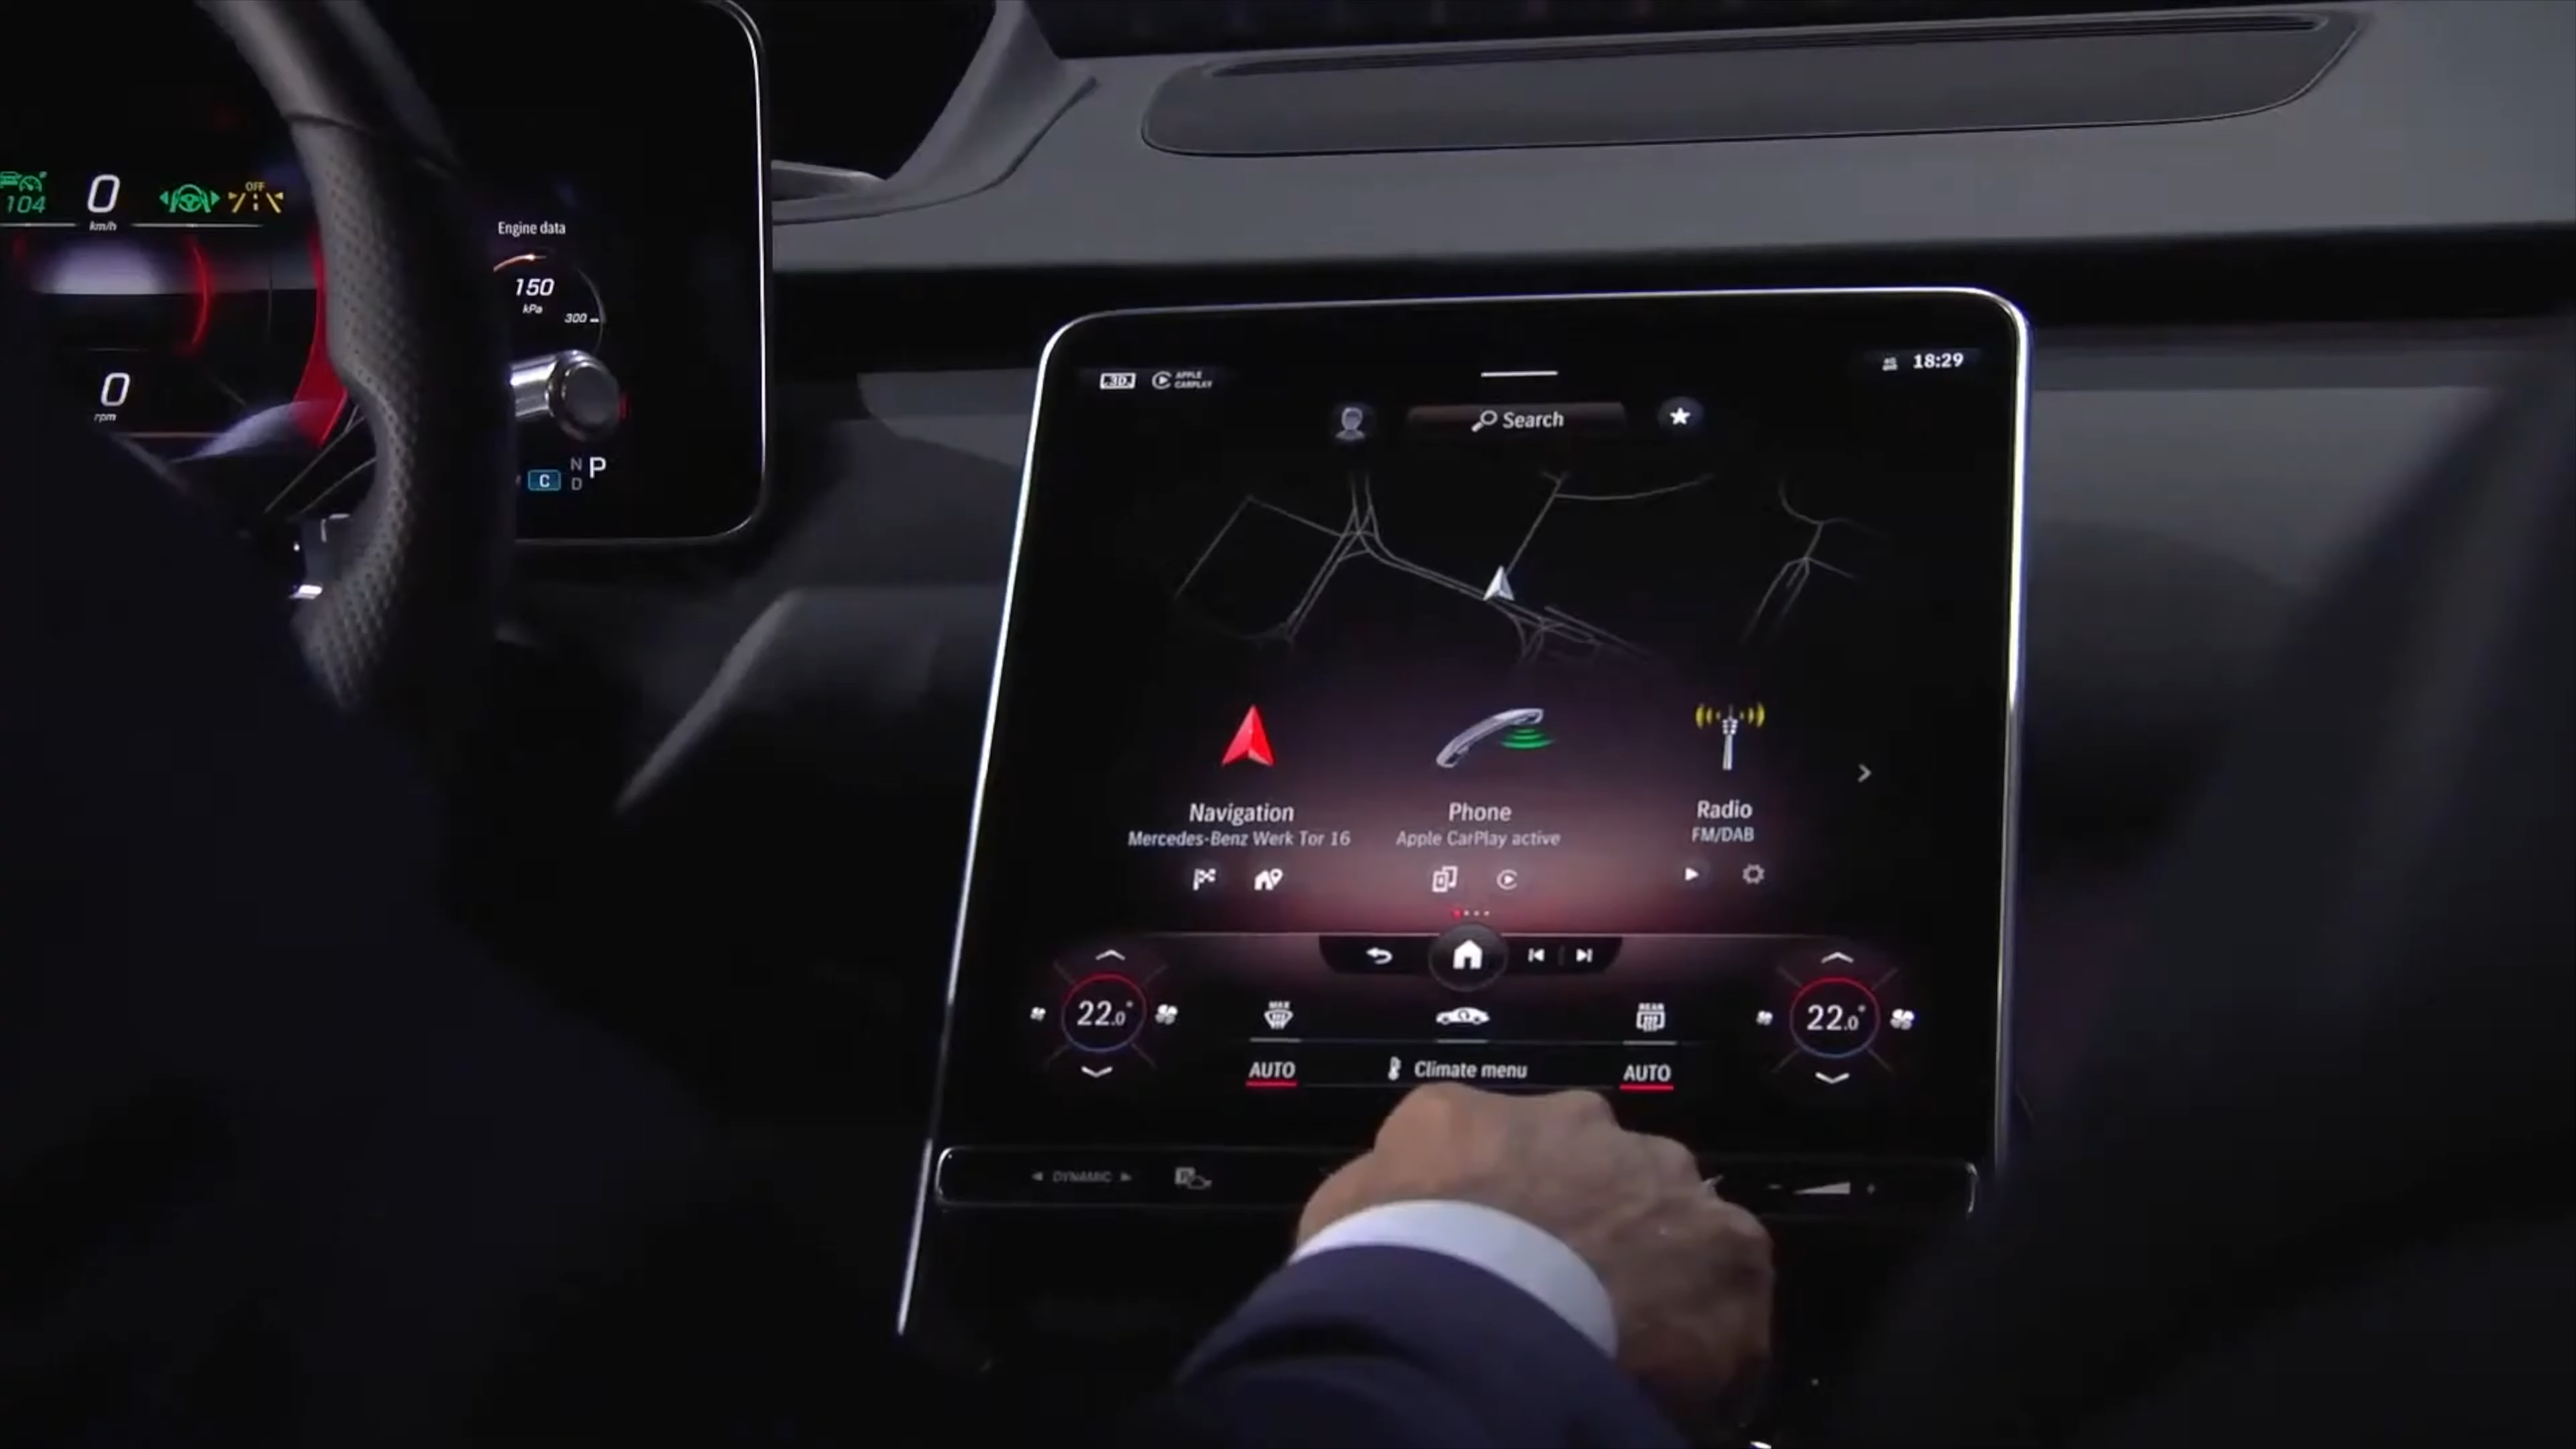 104
0
km/h
OFF
0
rpm
Engine data
150
kPa
300
C
N
D
P
3D
APPLE
CARPLAY
4G
18:29
Search
Navigation
Mercedes-Benz Werk Tor 16
Phone
Apple CarPlay active
Radio
FM/DAB
22.0°
MAX
REAR
22.0°
AUTO
Climate menu
AUTO
DYNAMIC